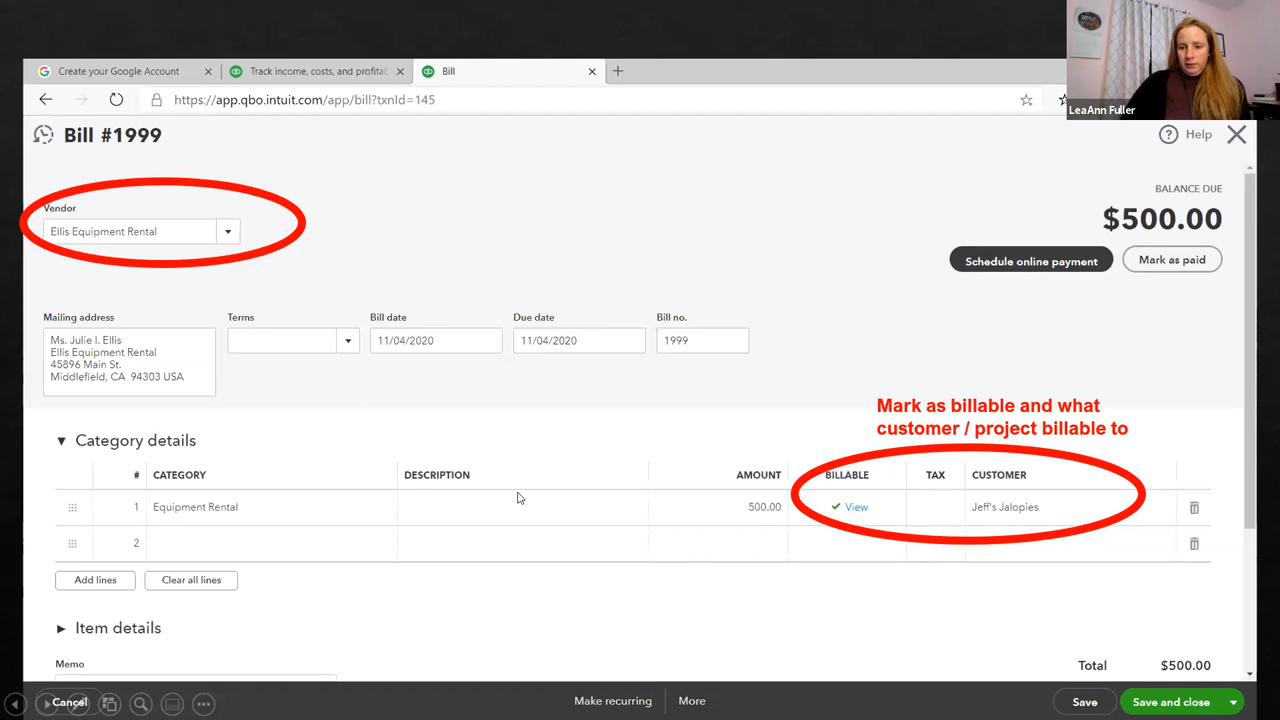 LeaAnn Fuller
Create your Google Account
Track income, costs, and profitab
Bill
https://app.qbo.intuit.com/app/bill?txnId=145
Bill #1999
Help
Vendor
Ellis Equipment Rental
BALANCE DUE
$500.00
Schedule online payment
Mark as paid
Mailing address
Terms
Bill date
Due date
Bill no.
Ms. Julie I. Ellis
Ellis Equipment Rental
45896 Main St.
Middlefield, CA 94303 USA
11/04/2020
11/04/2020
1999
Mark as billable and what
customer / project billable to
Category details
# CATEGORY DESCRIPTION AMOUNT BILLABLE TAX CUSTOMER
1 Equipment Rental 500.00 View Jeff's Jalopies
2
Add lines
Clear all lines
Item details
Memo
Total $500.00
Cancel
Make recurring
More
Save
Save and close